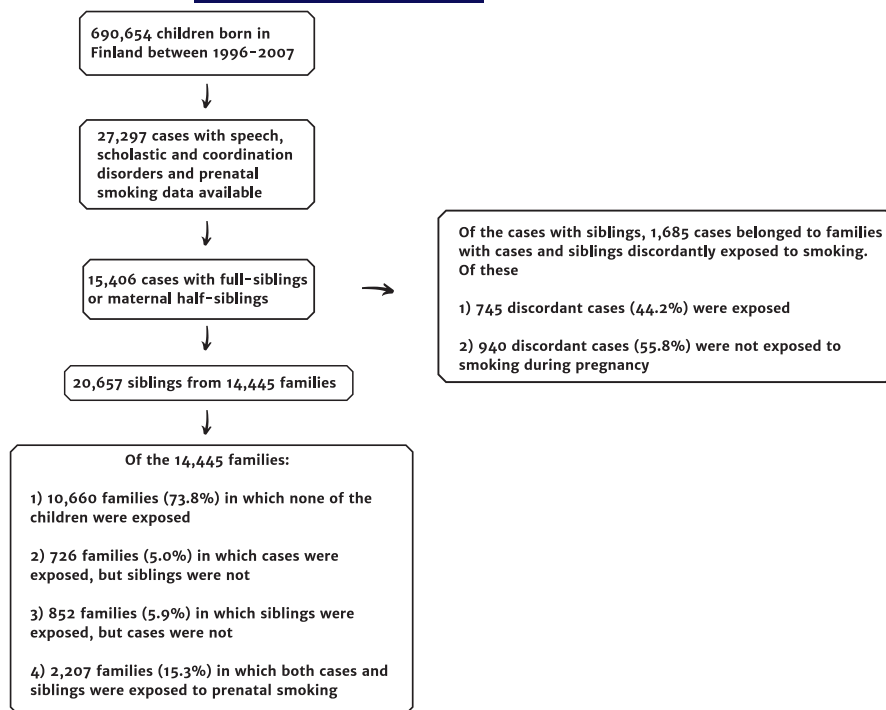 690,654 children born in
Finland between 1996-2007
27,297 cases with speech,
scholastic and coordination
disorders and prenatal
smoking data available
15,406 cases with full-siblings
or maternal half-siblings
Of the cases with siblings, 1,685 cases belonged to families
with cases and siblings discordantly exposed to smoking.
Of these
1) 745 discordant cases (44.2%) were exposed
2) 940 discordant cases (55.8%) were not exposed to
smoking during pregnancy
20,657 siblings from 14,445 families
Of the 14,445 families:
1) 10,660 families (73.8%) in which none of the
children were exposed
2) 726 families (5.0%) in which cases were
exposed, but siblings were not
3) 852 families (5.9%) in which siblings were
exposed, but cases were not
4) 2,207 families (15.3%) in which both cases and
siblings were exposed to prenatal smoking